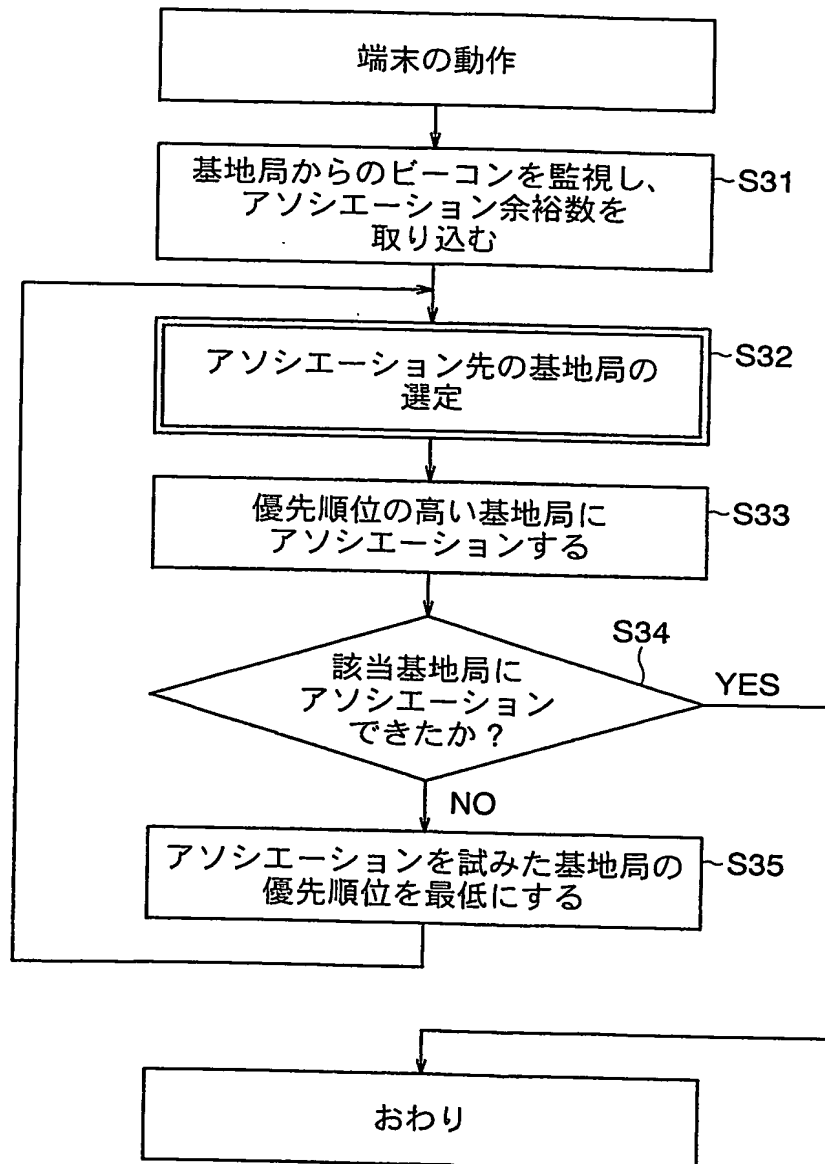 端末の動作
基地局からのビーコンを監視し、
アソシエーション余裕数を
取り込む
~S31
アソシエーション先の基地局の
選定
~S32
優先順位の高い基地局に
アソシエーションする
~S33
S34
該当基地局に
アソシエーション
できたか?
YES
NO
アソシエーションを試みた基地局の
優先順位を最低にする
~S35
おわり